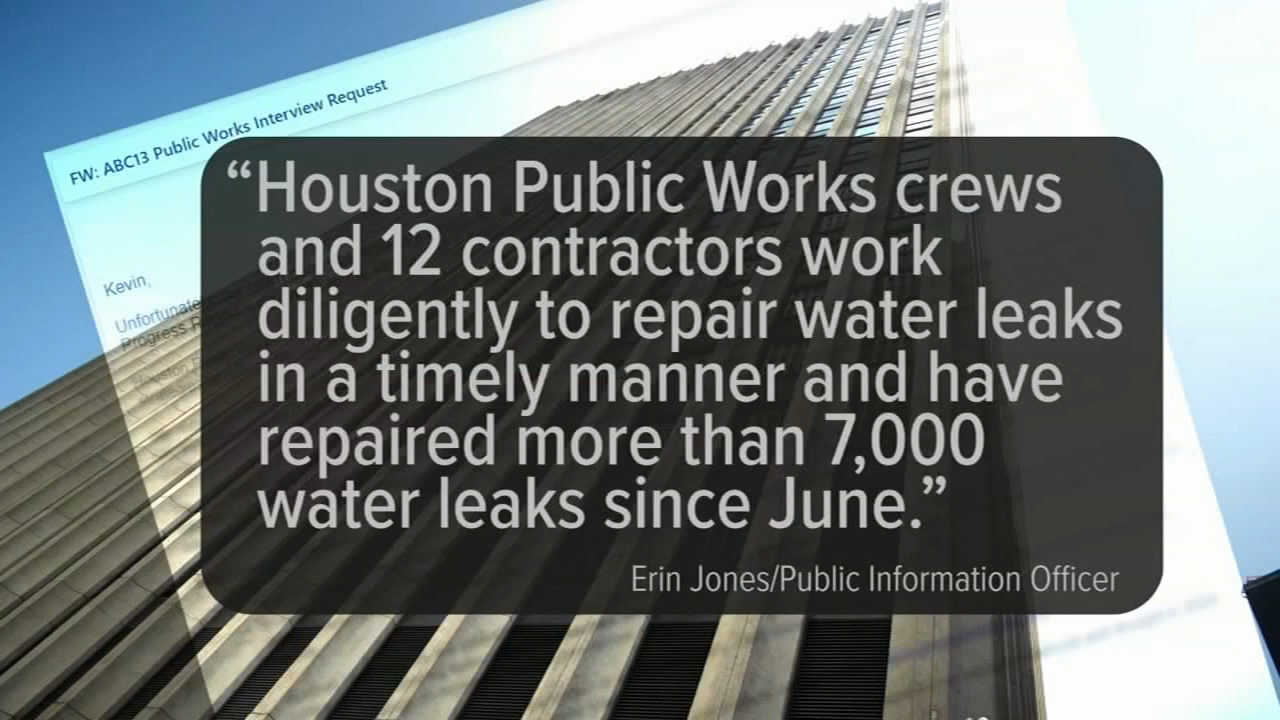 FW: ABC13 Public Works Interview Request
Kevin,
“Houston Public Works crews
and 12 contractors work
diligently to repair water leaks
in a timely manner and have
repaired more than 7,000
water leaks since June.”
Erin Jones/Public Information Officer